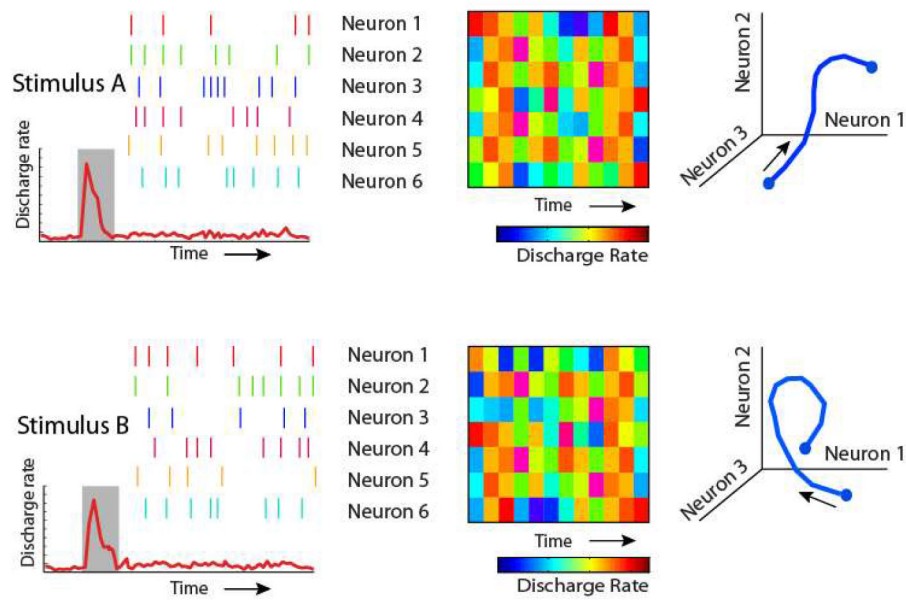 Stimulus A
Discharge rate
Time
Neuron 1
Neuron 2
Neuron 3
Neuron 4
Neuron 5
Neuron 6
Time
Discharge Rate
Neuron 2
Neuron 1
Neuron 3
Stimulus B
Discharge rate
Time
Neuron 1
Neuron 2
Neuron 3
Neuron 4
Neuron 5
Neuron 6
Time
Discharge Rate
Neuron 2
Neuron 1
Neuron 3